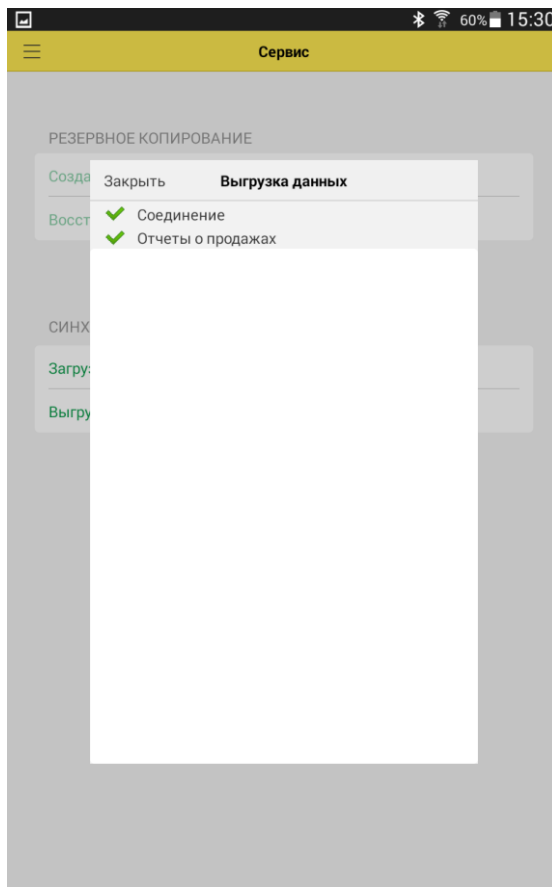 60% 15:30
Сервис
РЕЗЕРВНОЕ КОПИРОВАНИЕ
Закрыть Выгрузка данных
Соединение
Отчеты о продажах